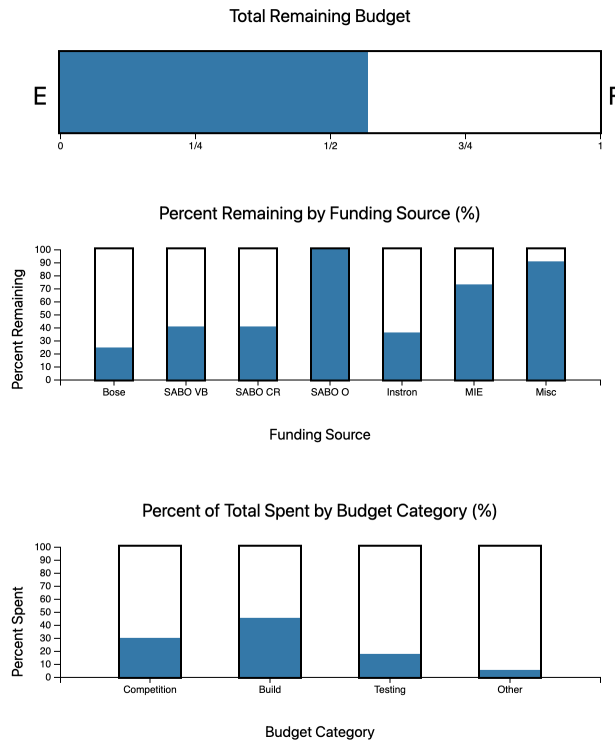 Total Remaining Budget
E
0 1/4 1/2 3/4 1
Percent Remaining by Funding Source (%)
Percent Remaining
100
90
80
70
60
50
40
30
20
10
0
Bose SABO VB SABO CR SABO O Instron MIE Misc
Funding Source
Percent of Total Spent by Budget Category (%)
Percent Spent
100
90
80
70
60
50
40
30
20
10
0
Competition Build Testing Other
Budget Category